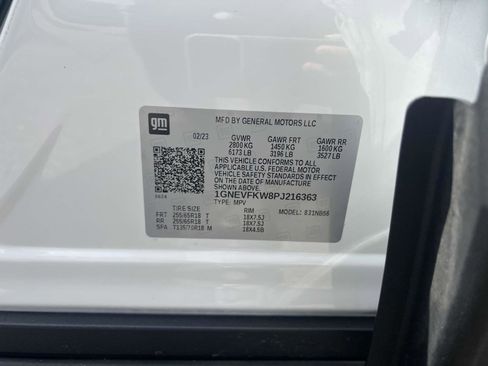 gm
MFD BY GENERAL MOTORS LLC
02/23 GVWR GAWR FRT GAWR RR
2800 KG 1450 KG 1600 KG
6173 LB 3196 LB 3527 LB
THIS VEHICLE CONFORMS TO ALL
APPLICABLE U.S. FEDERAL MOTOR
VEHICLE SAFETY STANDARDS IN EFFECT
ON THE DATE OF MANUFACTURE SHOWN ABOVE.
1GNEVFKW8PJ216363
TYPE: MPV
TIRE SIZE RIM MODEL: 831NB56
FRT 255/65R18 T 18X7.5J
RR 255/65R18 T 18X7.5J
SPA T135/70R18 M 18X4.5B